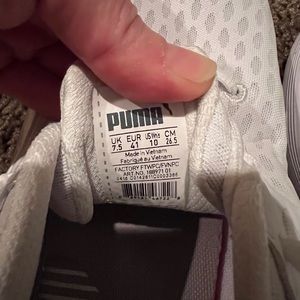 PUMA
UK EUR US Wns CM
7.5 41 10 26.5
Made in Vietnam
Fabriqué au Vietnam
FACTORY FTWPC/FVNPC
ART.NO. 188971 01